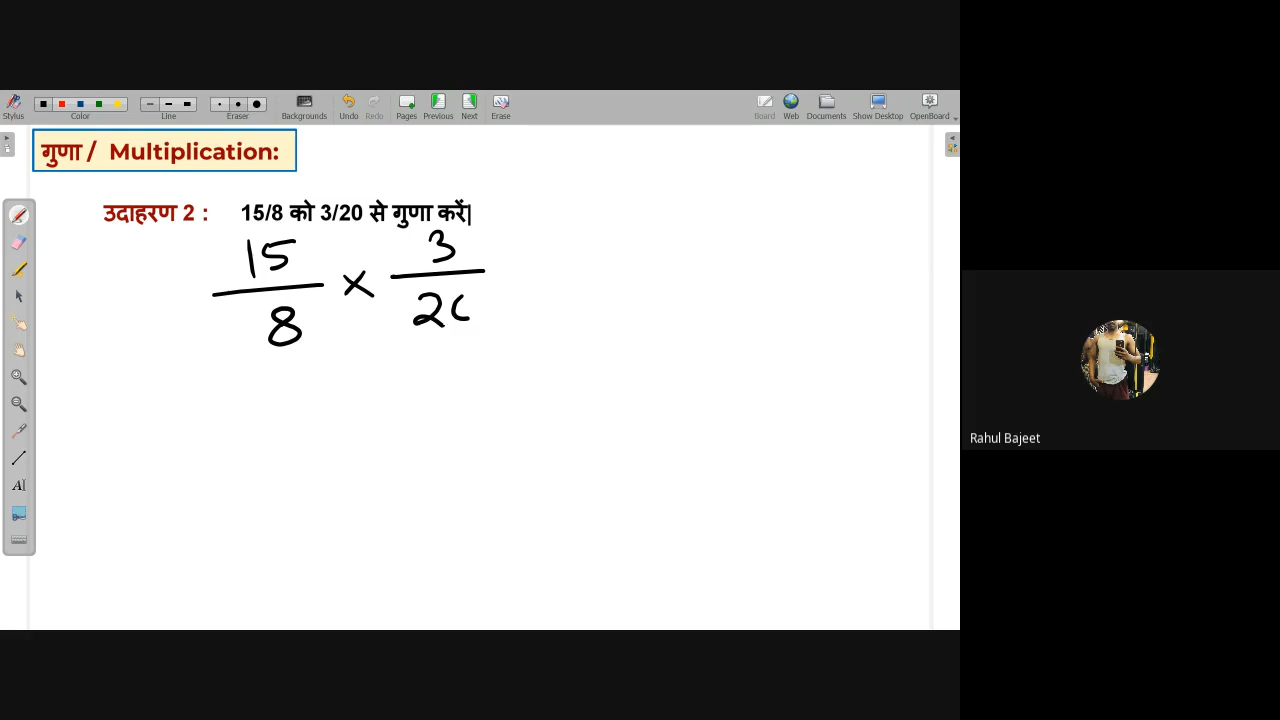 Stylus Color Line Eraser Backgrounds Undo Redo Pages Previous Next Erase Board Web Documents Show Desktop OpenBoard
गुणा / Multiplication:
उदाहरण 2 : 15/8 को 3/20 से गुणा करें|
15 3
× 
8 20
Rahul Bajeet